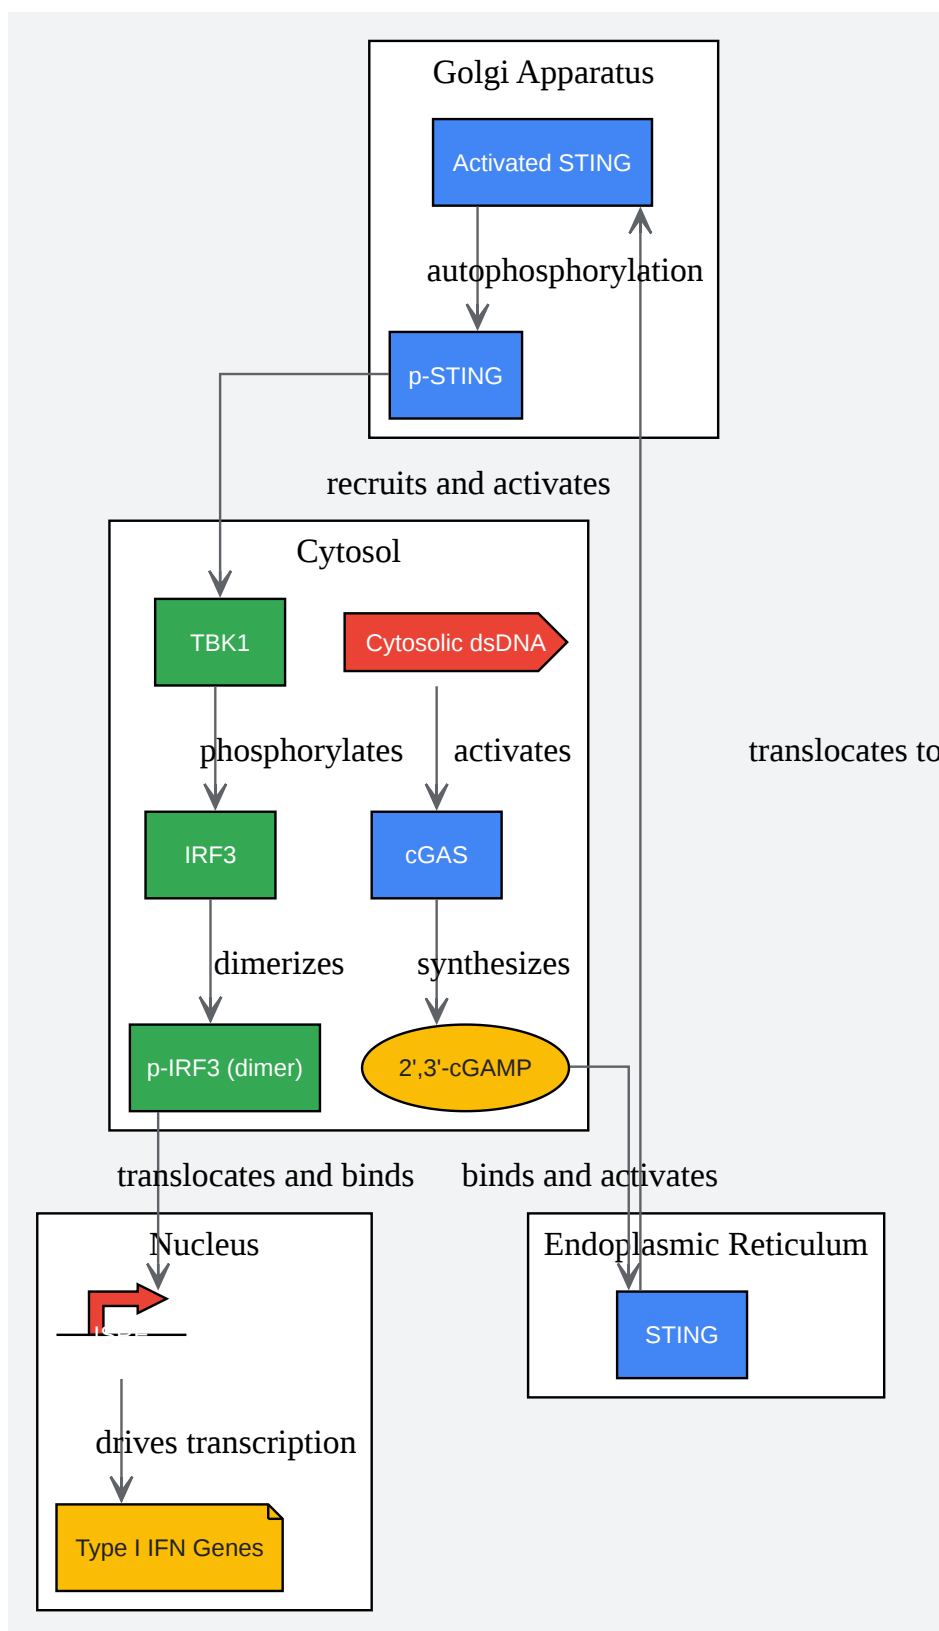 Golgi Apparatus
Activated STING
autophosphorylation
p-STING
recruits and activates
Cytosol
TBK1
Cytosolic dsDNA
phosphorylates
activates
translocates to
IRF3
cGAS
dimerizes
synthesizes
p-IRF3 (dimer)
2',3'-cGAMP
translocates and binds
binds and activates
Nucleus
Endoplasmic Reticulum
STING
drives transcription
Type I IFN Genes